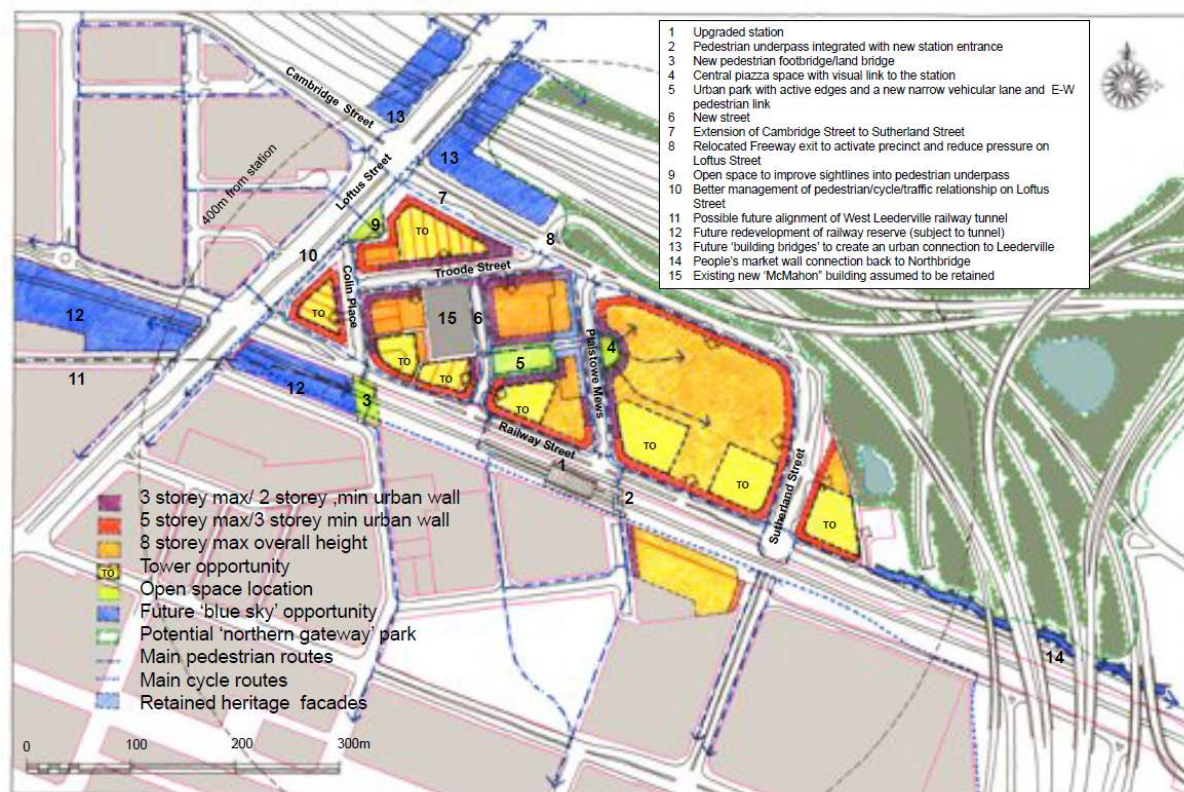 1 Upgraded station
2 Pedestrian underpass integrated with new station entrance
3 New pedestrian footbridge/land bridge
4 Central piazza space with visual link to the station
5 Urban park with active edges and a new narrow vehicular lane and E-W
pedestrian link
6 New street
7 Extension of Cambridge Street to Sutherland Street
8 Relocated Freeway exit to activate precinct and reduce pressure on
Loftus Street
9 Open space to improve sightlines into pedestrian underpass
10 Better management of pedestrian/cycle/traffic relationship on Loftus
Street
11 Possible future alignment of West Leederville railway tunnel
12 Future redevelopment of railway reserve (subject to tunnel)
13 Future 'building bridges' to create an urban connection to Leederville
14 People's market wall connection back to Northbridge
15 Existing new 'McMahon" building assumed to be retained
Cambridge Street
13
13
400m from station
Loftus Street
7
9
TO
8
10
Troode Street
Colin Place
TO
15
6
12
Plaistowe Mews
4
11
TO
5
TO
12
3
TO
Railway Street
TO
TO
1
2
Sutherland Street
TO
14
3 storey max/ 2 storey ,min urban wall
5 storey max/3 storey min urban wall
8 storey max overall height
TO Tower opportunity
Open space location
Future 'blue sky' opportunity
Potential 'northern gateway' park
Main pedestrian routes
Main cycle routes
Retained heritage facades
0 100 200 300m